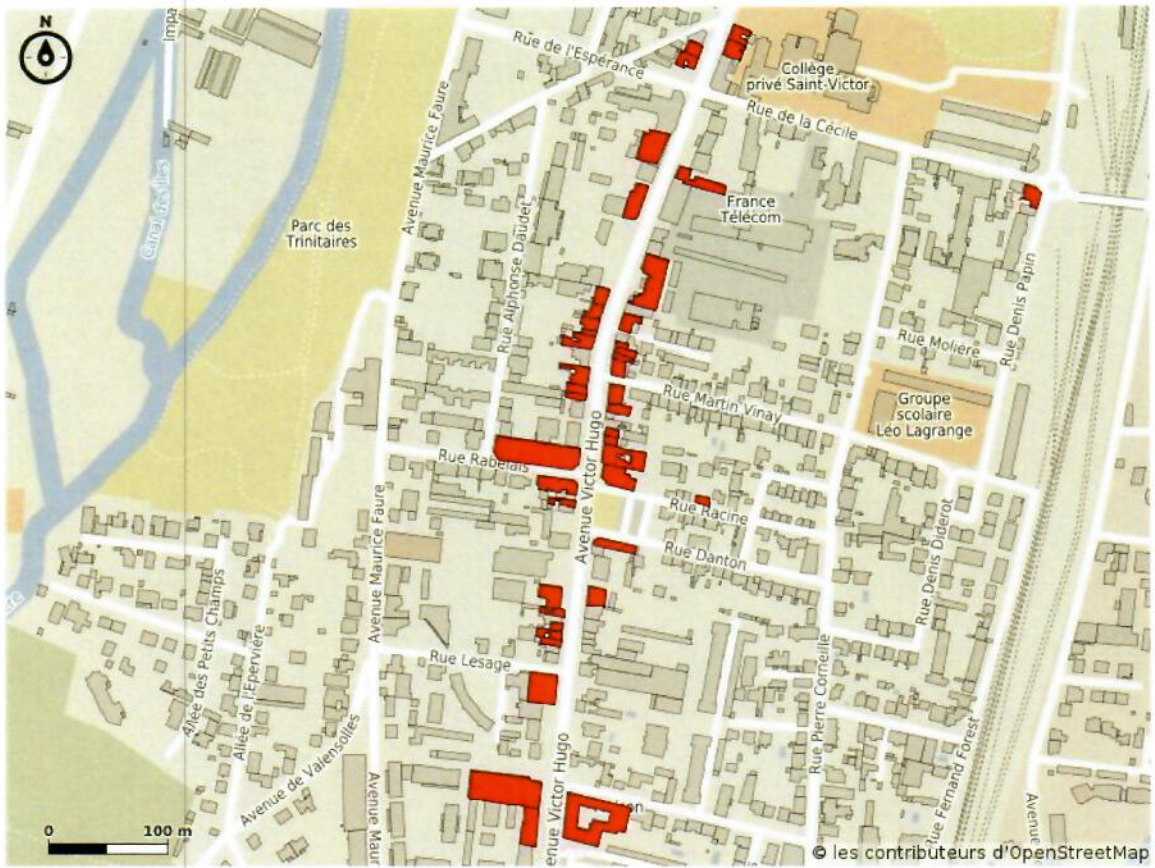 N
Impa
Rue de l'Espérance
Collège
privé Saint-Victor
Rue de la Cécile
Avenue Maurice Faure
Canal des Iles
Parc des
Trinitaires
Rue Alphonse Daudet
France
Télécom
Rue Denis Papin
Rue Molière
Rue Martin Vinay
Groupe
scolaire
Léo Lagrange
Rue Rabelais
Avenue Victor Hugo
Rue Racine
Rue Danton
Rue Denis Diderot
Avenue Maurice Faure
Allée des Petits Champs
Allée de l'Epervière
Rue Lesage
Rue Pierre Corneille
Avenue de Valensolles
Avenue Victor Hugo
Rue Fernand Forest
Avenue Maur
Avenue
0 100 m
© les contributeurs d'OpenStreetMap